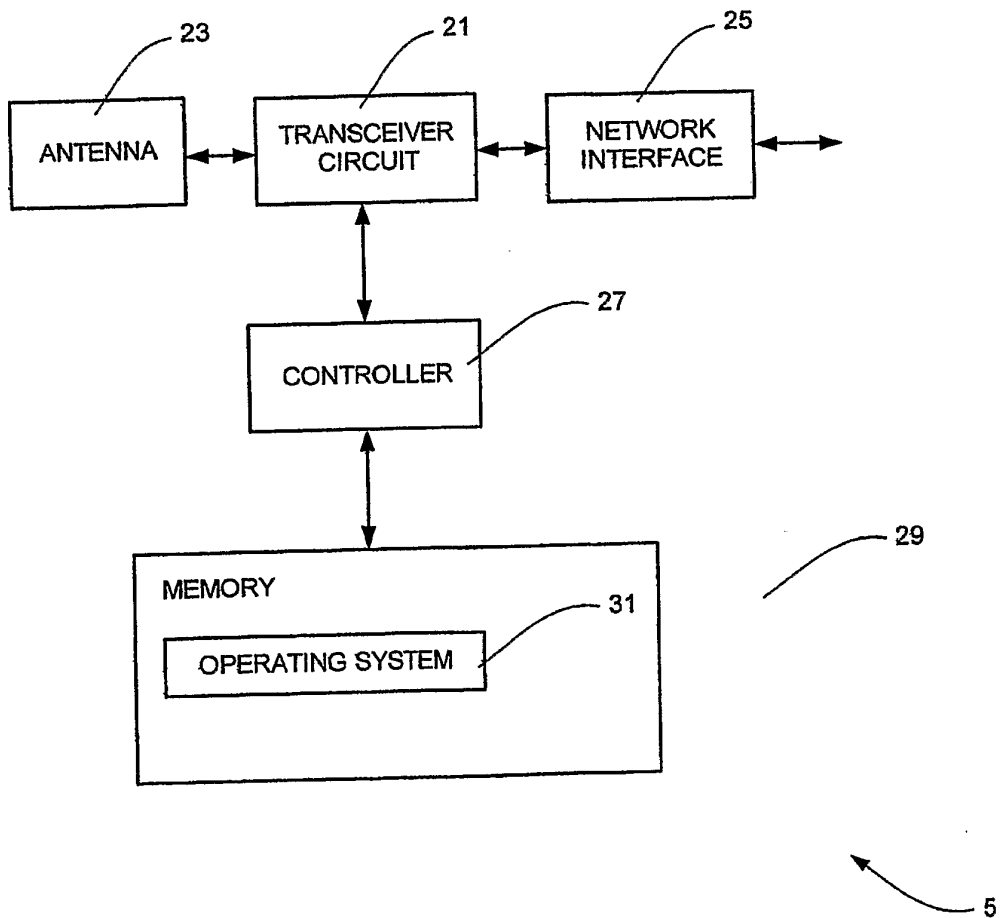 23
21
25
ANTENNA
TRANSCEIVER
CIRCUIT
NETWORK
INTERFACE
27
CONTROLLER
29
MEMORY
31
OPERATING SYSTEM
5